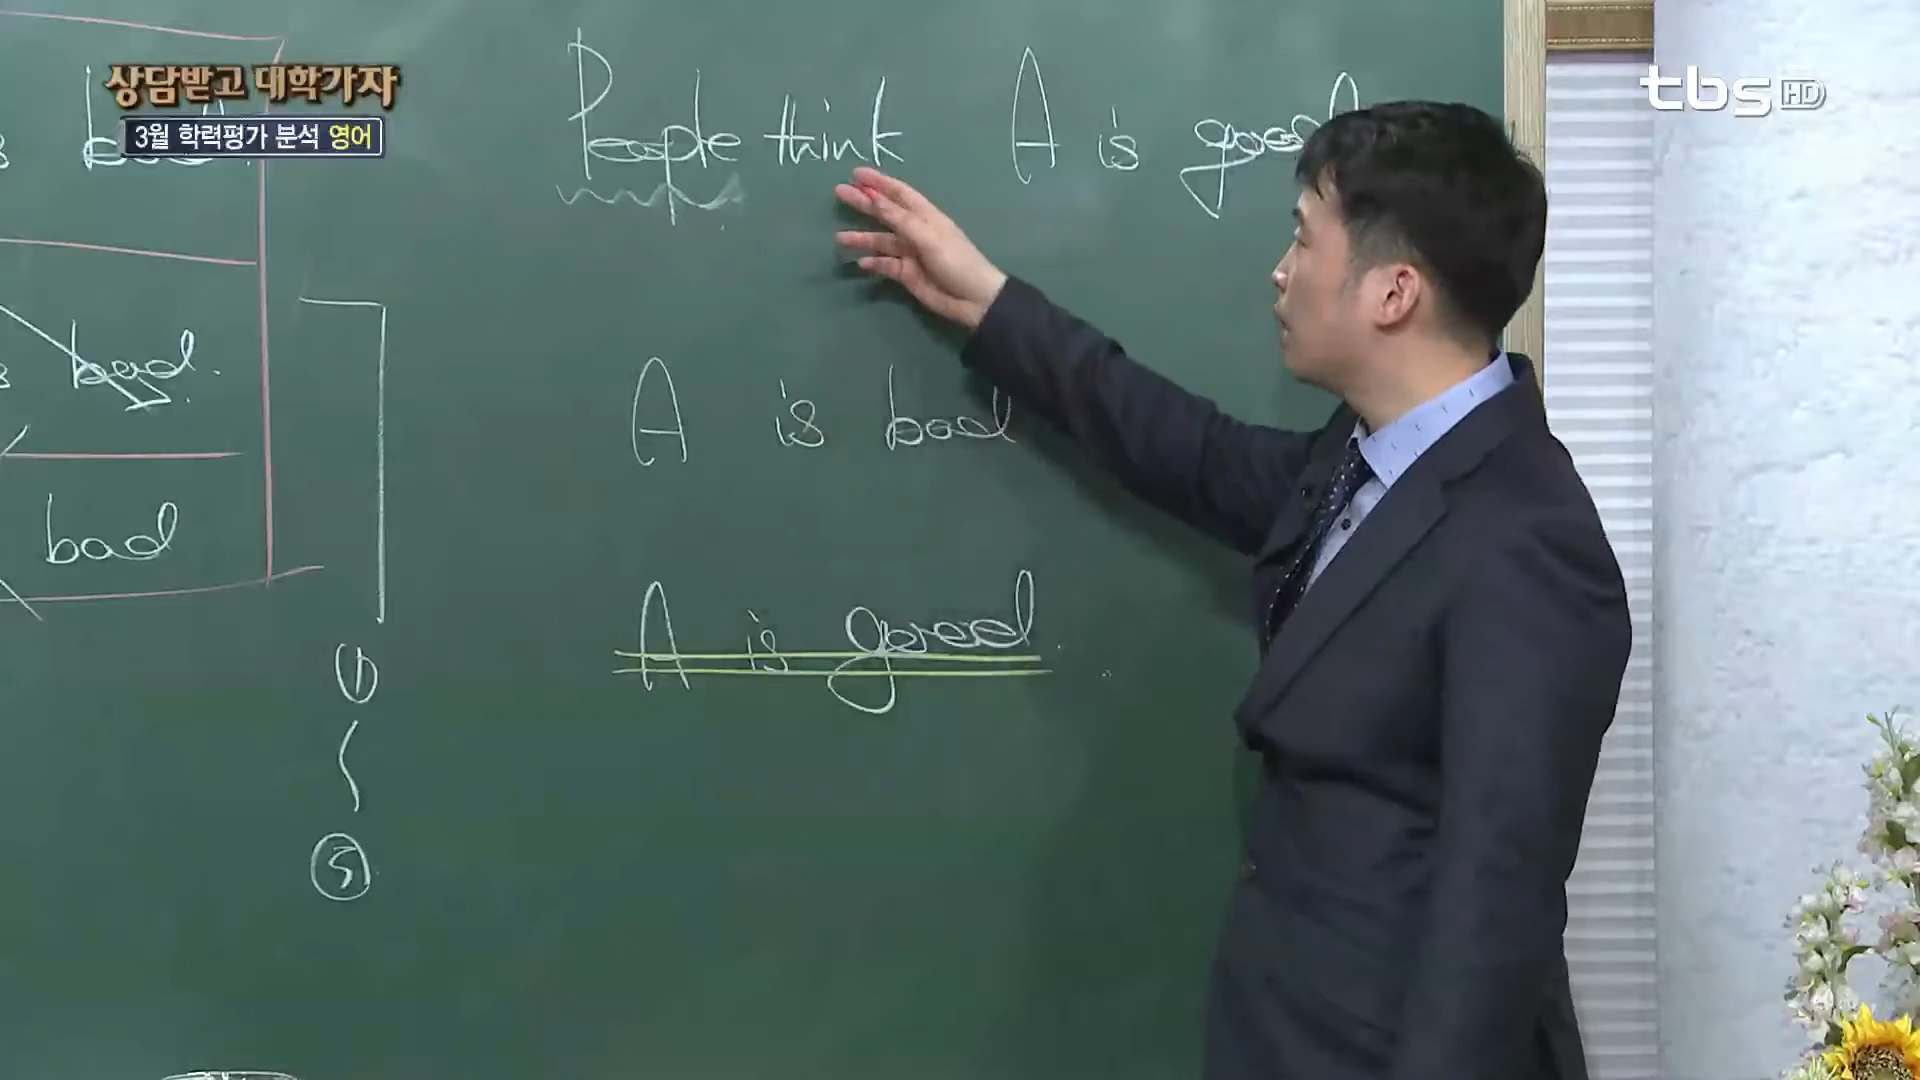 상담받고 대학가자
3월 학력평가 분석 영어
tbs HD
bad.
People think A is good
bad.
A is bad
bad
A is good.
①
⑤